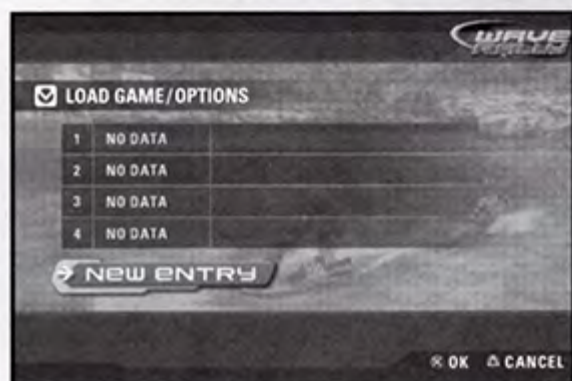 WAVE
RALLY
LOAD GAME/OPTIONS
1 NO DATA
2 NO DATA
3 NO DATA
4 NO DATA
NEW ENTRY
OK CANCEL